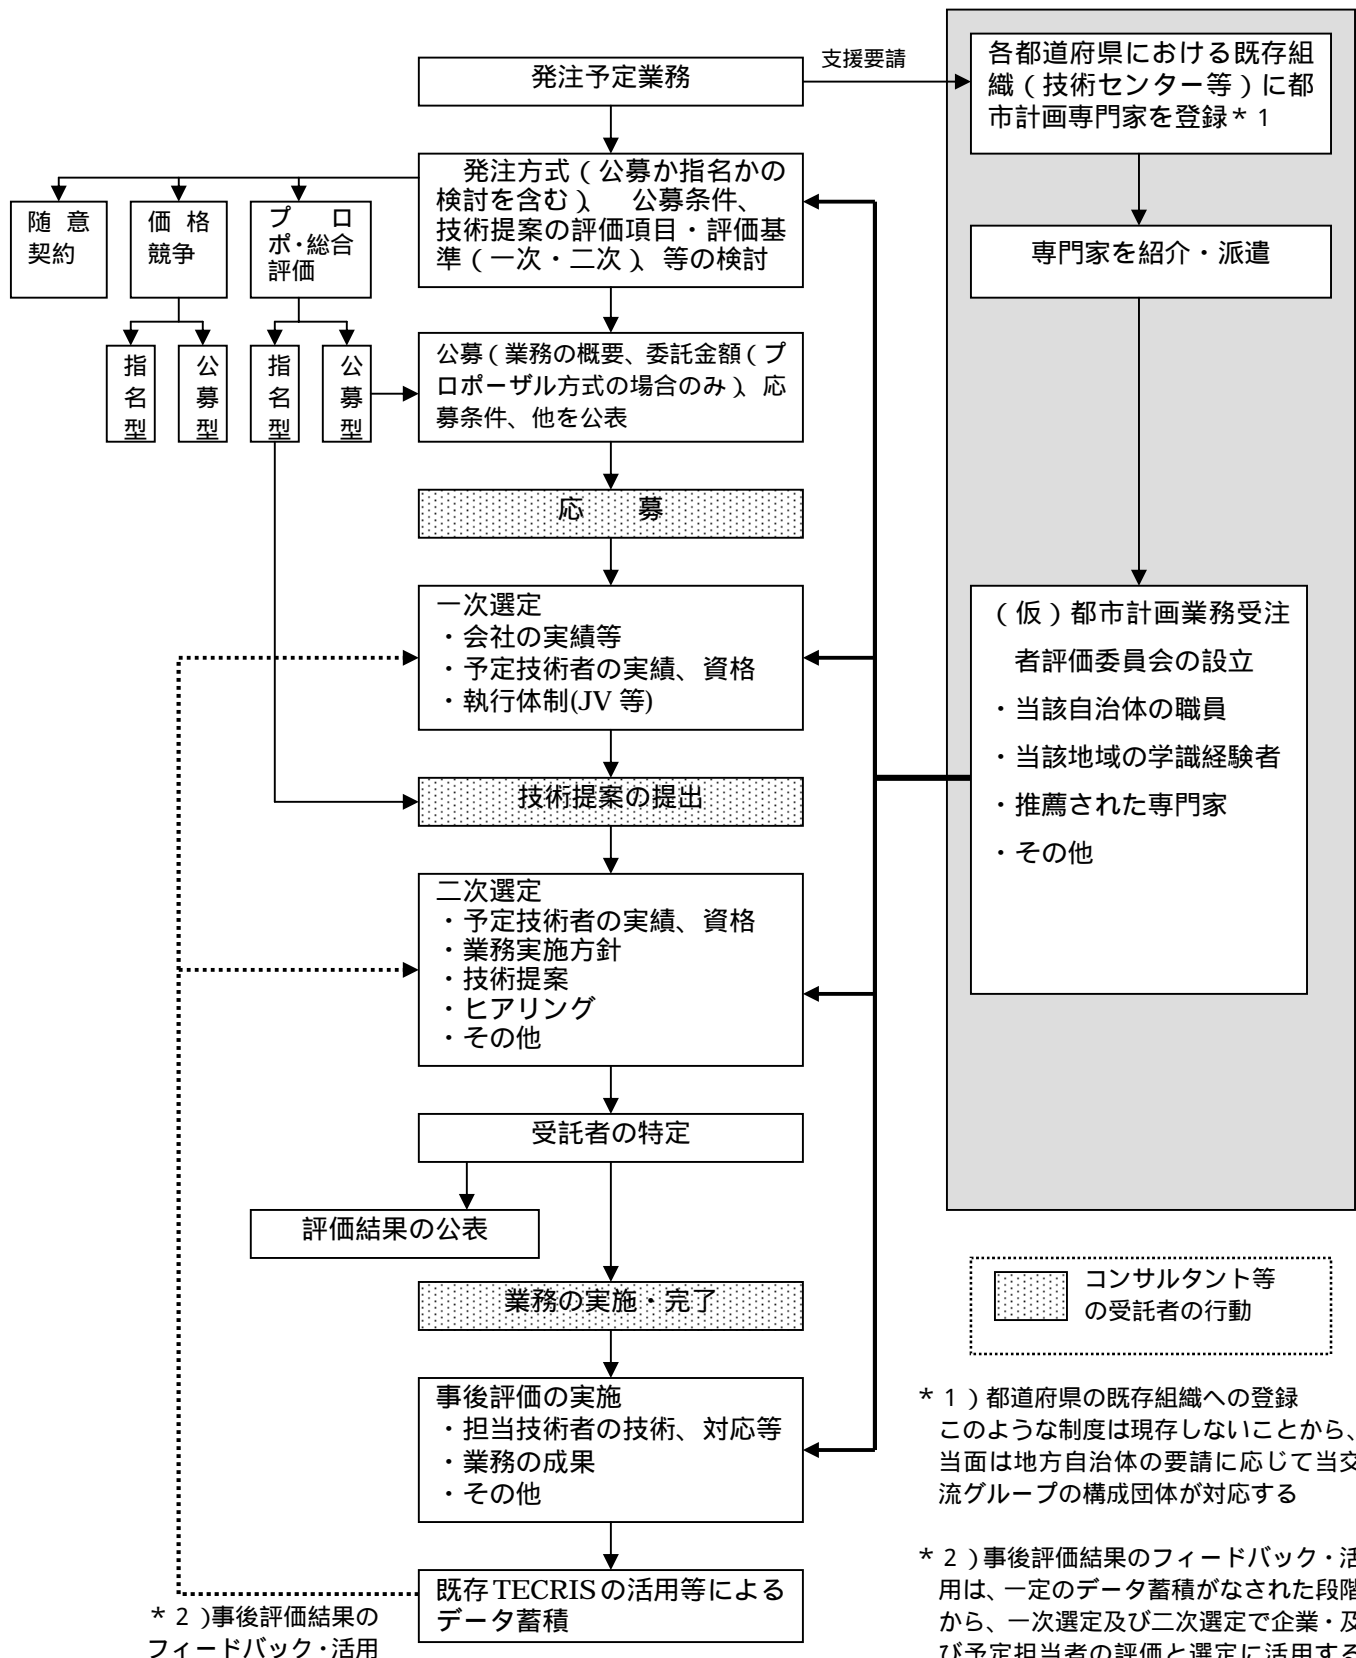 発注予定業務
支援要請
各都道府県における既存組
織(技術センター等)に都
市計画専門家を登録*1
発注方式(公募か指名かの
検討を含む)、 公募条件、
技術提案の評価項目・評価基
準(一次・二次)、等の検討
随 意
契約
価 格
競争
プ ロ
ポ・総合
評価
専門家を紹介・派遣
指名型
公募型
指名型
公募型
公募(業務の概要、委託金額(プ
ロポーザル方式の場合のみ)、応
募条件、他を公表
応 募
一次選定
・会社の実績等
・予定技術者の実績、資格
・執行体制(JV 等)
(仮)都市計画業務受注
者評価委員会の設立
・当該自治体の職員
・当該地域の学識経験者
・推薦された専門家
・その他
技術提案の提出
二次選定
・予定技術者の実績、資格
・業務実施方針
・技術提案
・ヒアリング
・その他
受託者の特定
評価結果の公表
業務の実施・完了
コンサルタント等
の受託者の行動
事後評価の実施
・担当技術者の技術、対応等
・業務の成果
・その他
*1)都道府県の既存組織への登録
このような制度は現存しないことから、
当面は地方自治体の要請に応じて当交
流グループの構成団体が対応する
既存 TECRIS の活用等による
データ蓄積
*2)事後評価結果の
フィードバック・活用
*2)事後評価結果のフィードバック・活
用は、一定のデータ蓄積がなされた段階
から、一次選定及び二次選定で企業・及
び予定担当者の評価と選定に活用する